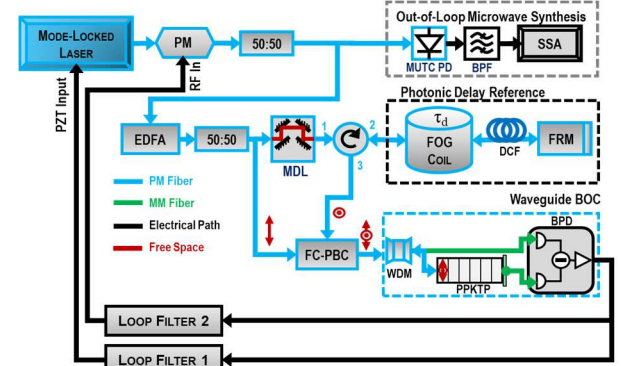 Out-of-Loop Microwave Synthesis
MODE-LOCKED
LASER
PM
50:50
MUTC PD
BPF
SSA
PZT Input
RF In
Photonic Delay Reference
EDFA
50:50
MDL
1
2
3
τd
FOG
COIL
DCF
FRM
PM Fiber
MM Fiber
Electrical Path
Free Space
Waveguide BOC
FC-PBC
WDM
PPKTP
BPD
LOOP FILTER 2
LOOP FILTER 1